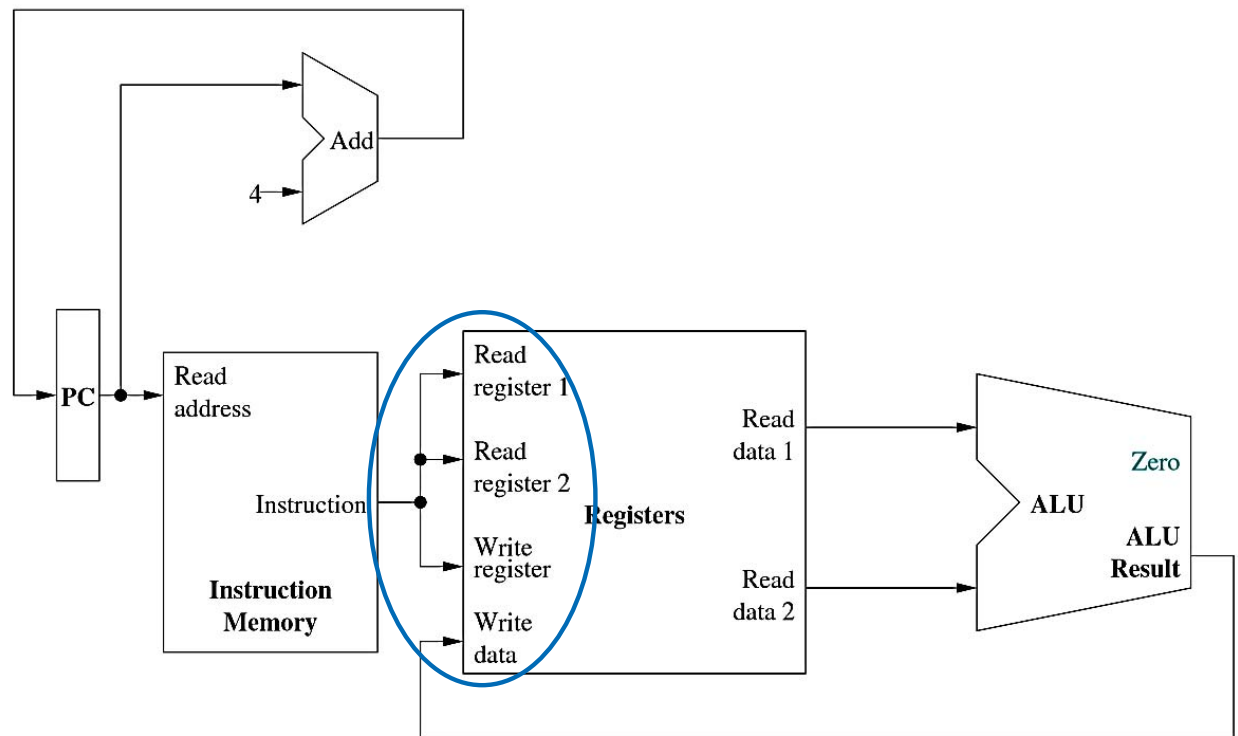 Add
4
PC
Read
address
Instruction
Instruction
Memory
Read
register 1
Read
register 2
Registers
Write
register
Write
data
Read
data 1
Read
data 2
Zero
ALU
ALU
Result